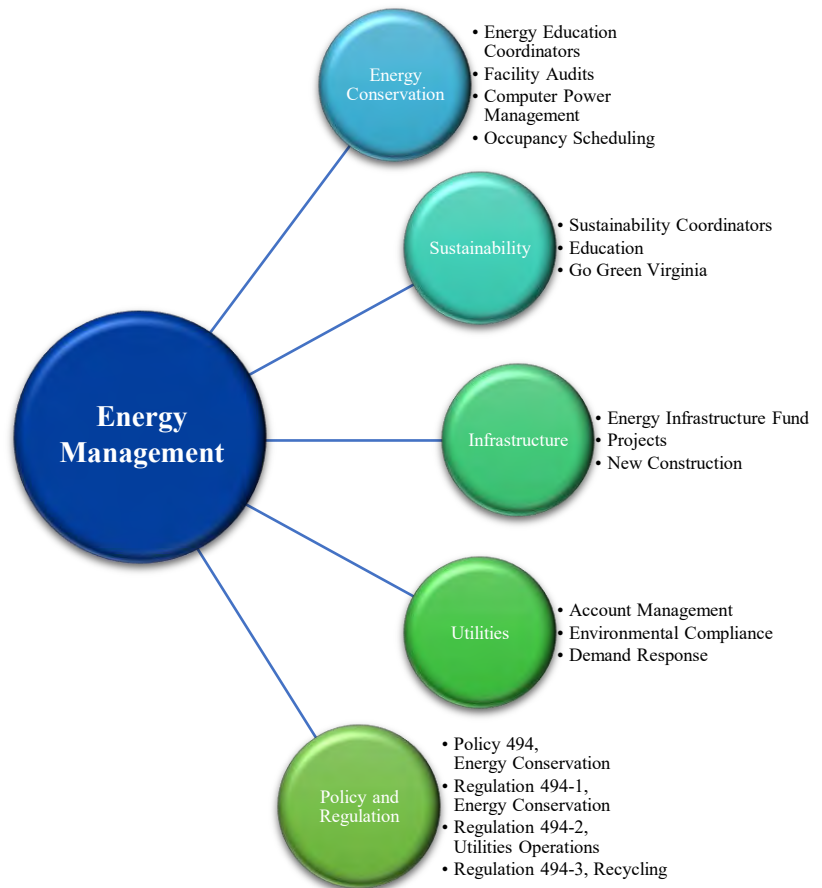 Energy
Management
Energy
Conservation
• Energy Education
Coordinators
• Facility Audits
• Computer Power
Management
• Occupancy Scheduling
Sustainability
• Sustainability Coordinators
• Education
• Go Green Virginia
Infrastructure
• Energy Infrastructure Fund
• Projects
• New Construction
Utilities
• Account Management
• Environmental Compliance
• Demand Response
Policy and
Regulation
• Policy 494,
Energy Conservation
• Regulation 494-1,
Energy Conservation
• Regulation 494-2,
Utilities Operations
• Regulation 494-3, Recycling